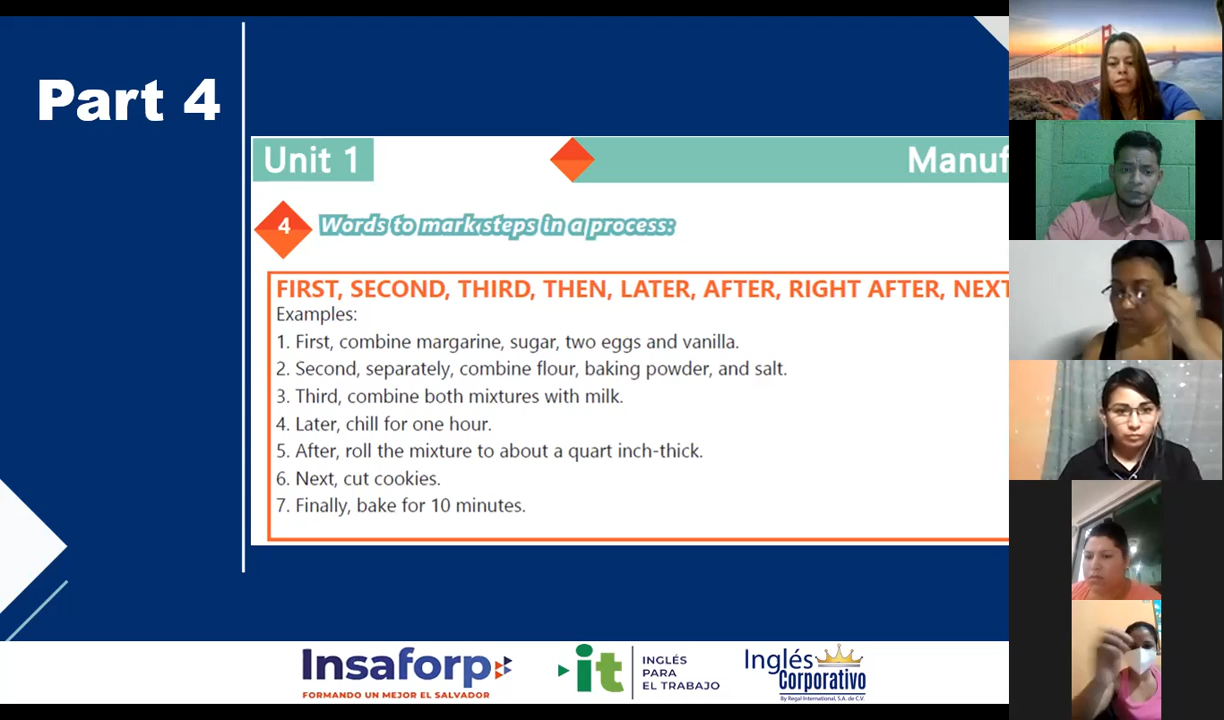 Part 4
Unit 1
Manuf
4
Words to mark steps in a process:
FIRST, SECOND, THIRD, THEN, LATER, AFTER, RIGHT AFTER, NEXT
Examples:
1. First, combine margarine, sugar, two eggs and vanilla.
2. Second, separately, combine flour, baking powder, and salt.
3. Third, combine both mixtures with milk.
4. Later, chill for one hour.
5. After, roll the mixture to about a quart inch-thick.
6. Next, cut cookies.
7. Finally, bake for 10 minutes.
Insaforp
FORMANDO UN MEJOR EL SALVADOR
it
INGLÉS
PARA
EL TRABAJO
Inglés
Corporativo
By Regal International, S.A. de C.V.